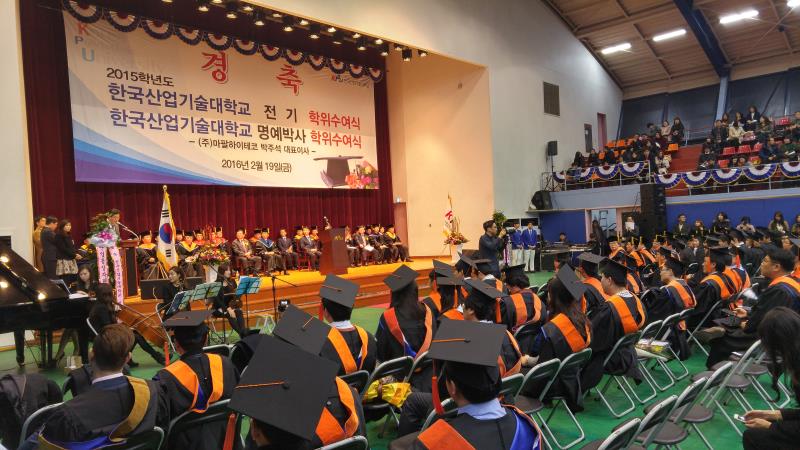 KPU
경 축
2015학년도
한국산업기술대학교 전 기 학위수여식
한국산업기술대학교 명예박사 학위수여식
- (주)마팔하이테코 박주석 대표이사 -
2016년 2월 19일(금)